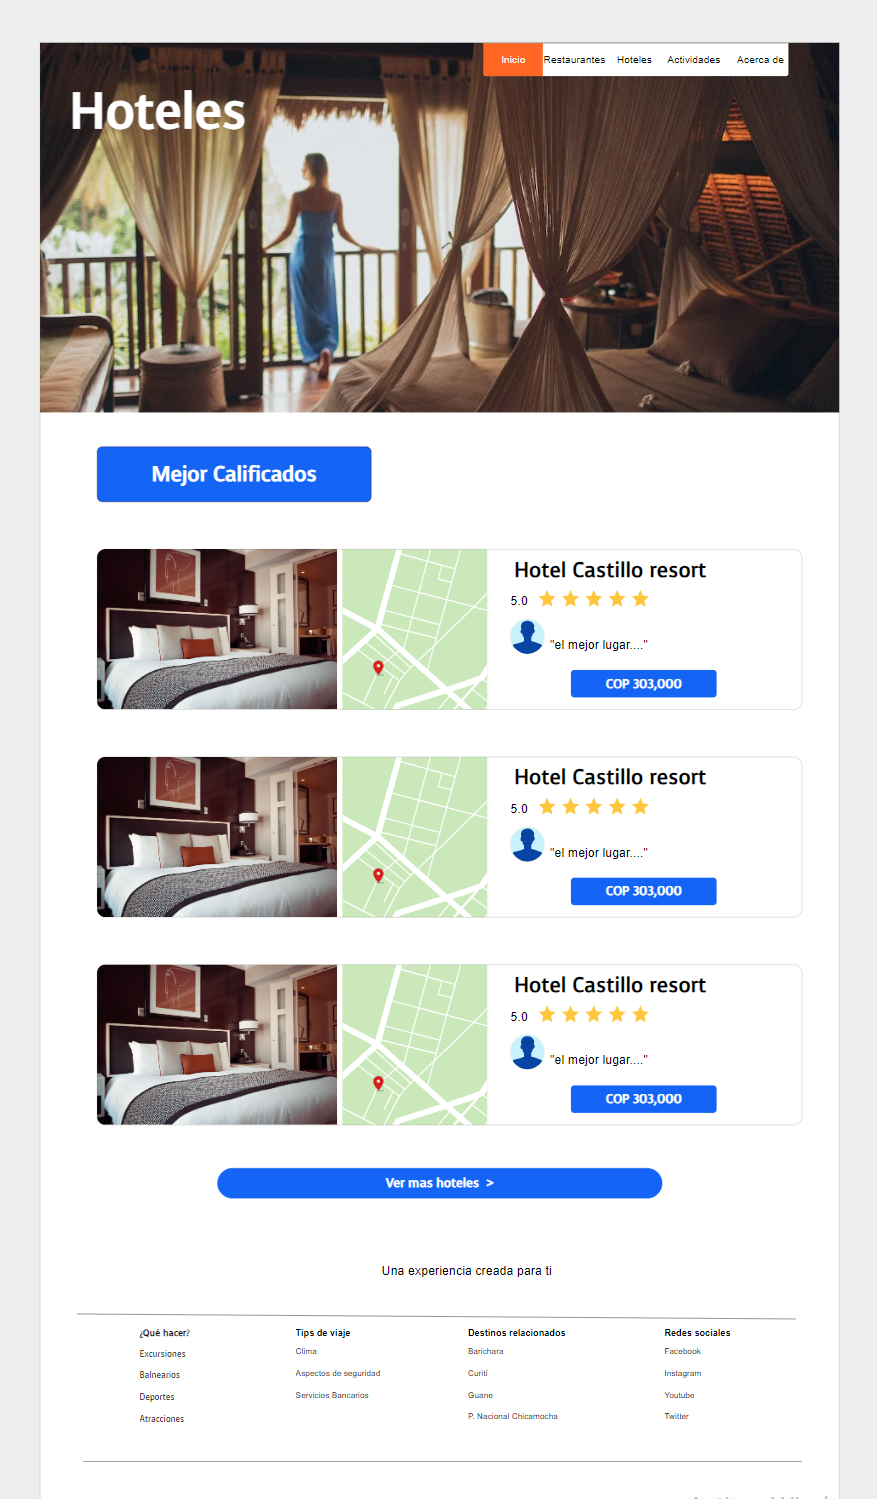 Inicio Restaurantes Hoteles Actividades Acerca de
Hoteles
Mejor Calificados
Hotel Castillo resort
5.0
"el mejor lugar...."
COP 303,000
Hotel Castillo resort
5.0
"el mejor lugar...."
COP 303,000
Hotel Castillo resort
5.0
"el mejor lugar...."
COP 303,000
Ver mas hoteles >
Una experiencia creada para ti
¿Qué hacer? Tips de viaje Destinos relacionados Redes sociales
Excursiones Clima Barichara Facebook
Balnearios Aspectos de seguridad Curití Instagram
Deportes Servicios Bancarios Guane Youtube
Atracciones P. Nacional Chicamocha Twitter